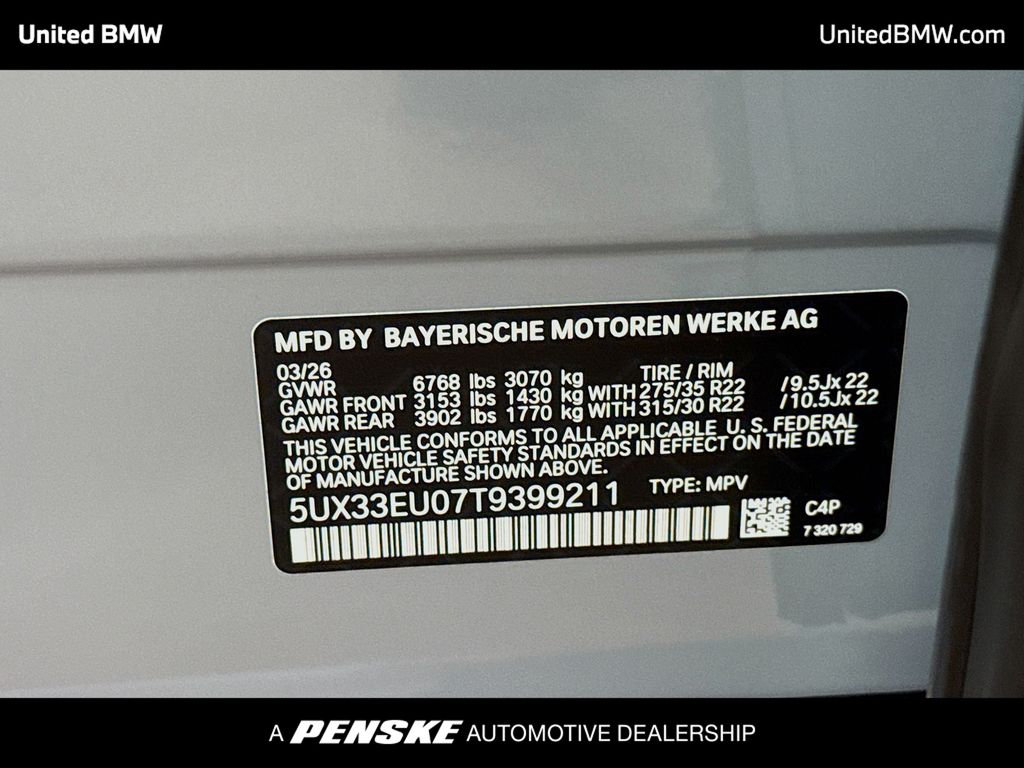 United BMW
UnitedBMW.com
MFD BY BAYERISCHE MOTOREN WERKE AG
03/26 TIRE / RIM
GVWR 6768 lbs 3070 kg
GAWR FRONT 3153 lbs 1430 kg WITH 275/35 R22 /9.5Jx 22
GAWR REAR 3902 lbs 1770 kg WITH 315/30 R22 /10.5Jx 22
THIS VEHICLE CONFORMS TO ALL APPLICABLE U. S. FEDERAL
MOTOR VEHICLE SAFETY STANDARDS IN EFFECT ON THE DATE
OF MANUFACTURE SHOWN ABOVE.
5UX33EU07T9399211 TYPE: MPV
C4P
7 320 729
A PENSKE AUTOMOTIVE DEALERSHIP